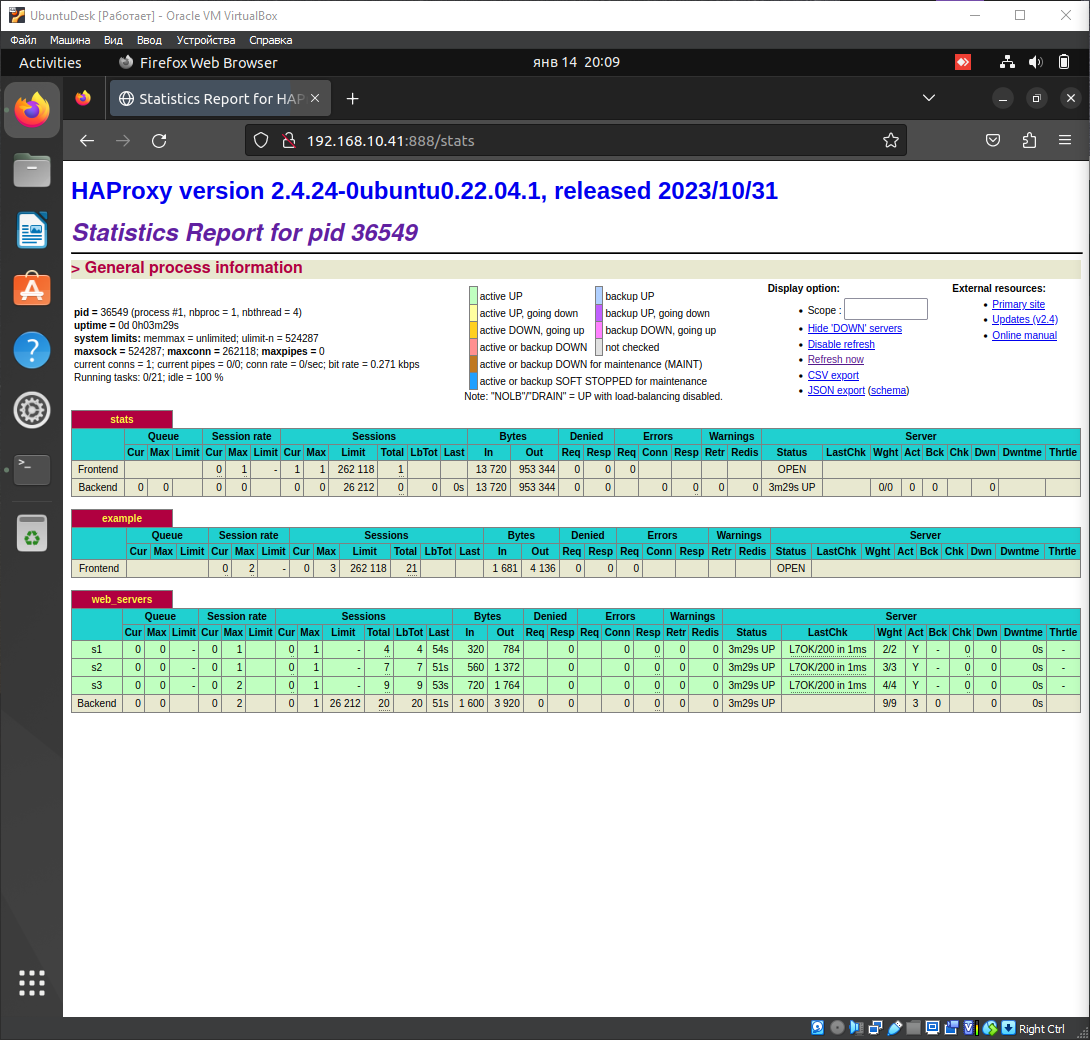 UbuntuDesk [Работает] - Oracle VM VirtualBox
Файл Машина Вид Ввод Устройства Справка
Activities Firefox Web Browser янв 14 20:09
Statistics Report for HAP
192.168.10.41:888/stats
HAProxy version 2.4.24-0ubuntu0.22.04.1, released 2023/10/31
Statistics Report for pid 36549
> General process information
pid = 36549 (process #1, nbproc = 1, nbthread = 4)
uptime = 0d 0h03m29s
system limits: memmax = unlimited; ulimit-n = 524287
maxsock = 524287; maxconn = 262118; maxpipes = 0
current conns = 1; current pipes = 0/0; conn rate = 0/sec; bit rate = 0.271 kbps
Running tasks: 0/21; idle = 100 %
active UP backup UP
active UP, going down backup UP, going down
active DOWN, going up backup DOWN, going up
active or backup DOWN not checked
active or backup DOWN for maintenance (MAINT)
active or backup SOFT STOPPED for maintenance
Note: "NOLB"/"DRAIN" = UP with load-balancing disabled.
Display option:
Scope :
Hide 'DOWN' servers
Disable refresh
Refresh now
CSV export
JSON export (schema)
External resources:
Primary site
Updates (v2.4)
Online manual
stats
Queue Session rate Sessions Bytes Denied Errors Warnings Server
Cur Max Limit Cur Max Limit Cur Max Limit Total LbTot Last In Out Req Resp Req Conn Resp Retr Redis Status LastChk Wght Act Bck Chk Dwn Dwntme Thrtle
Frontend 0 1 - 1 1 262 118 1 13 720 953 344 0 0 0 OPEN
Backend 0 0 0 0 0 0 26 212 0 0 0s 13 720 953 344 0 0 0 0 0 0 3m29s UP 0/0 0 0 0
example
Queue Session rate Sessions Bytes Denied Errors Warnings Server
Cur Max Limit Cur Max Limit Cur Max Limit Total LbTot Last In Out Req Resp Req Conn Resp Retr Redis Status LastChk Wght Act Bck Chk Dwn Dwntme Thrtle
Frontend 0 2 - 0 3 262 118 21 1 681 4 136 0 0 0 OPEN
web_servers
Queue Session rate Sessions Bytes Denied Errors Warnings Server
Cur Max Limit Cur Max Limit Cur Max Limit Total LbTot Last In Out Req Resp Req Conn Resp Retr Redis Status LastChk Wght Act Bck Chk Dwn Dwntme Thrtle
s1 0 0 - 0 1 0 1 - 4 4 54s 320 784 0 0 0 0 0 3m29s UP L7OK/200 in 1ms 2/2 Y - 0 0 0s -
s2 0 0 - 0 1 0 1 - 7 7 51s 560 1 372 0 0 0 0 0 3m29s UP L7OK/200 in 1ms 3/3 Y - 0 0 0s -
s3 0 0 - 0 2 0 1 - 9 9 53s 720 1 764 0 0 0 0 0 3m29s UP L7OK/200 in 1ms 4/4 Y - 0 0 0s -
Backend 0 0 0 2 0 1 26 212 20 20 51s 1 600 3 920 0 0 0 0 0 0 3m29s UP 9/9 3 0 0 0s
Right Ctrl